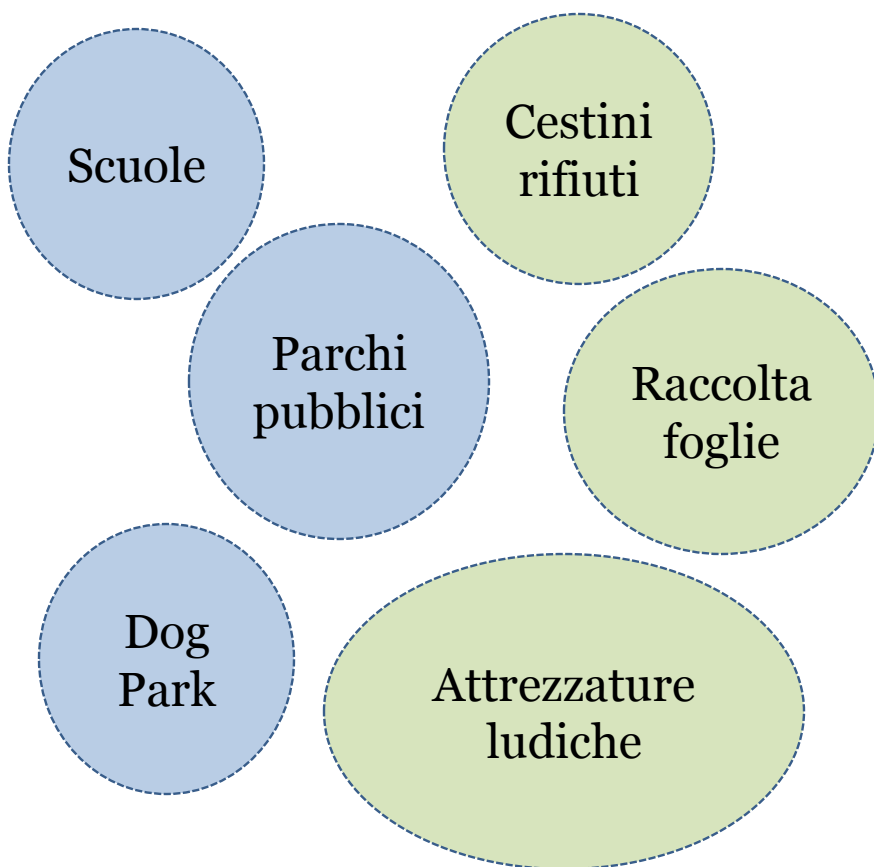 Scuole
Cestini
rifiuti
Parchi
pubblici
Raccolta
foglie
Dog
Park
Attrezzature
ludiche